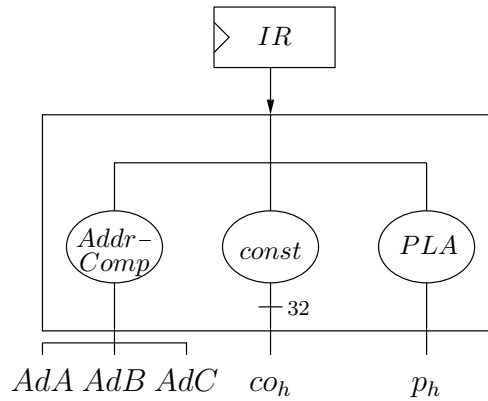 IR
Addr-
Comp
const
PLA
32
AdA AdB AdC co_h p_h